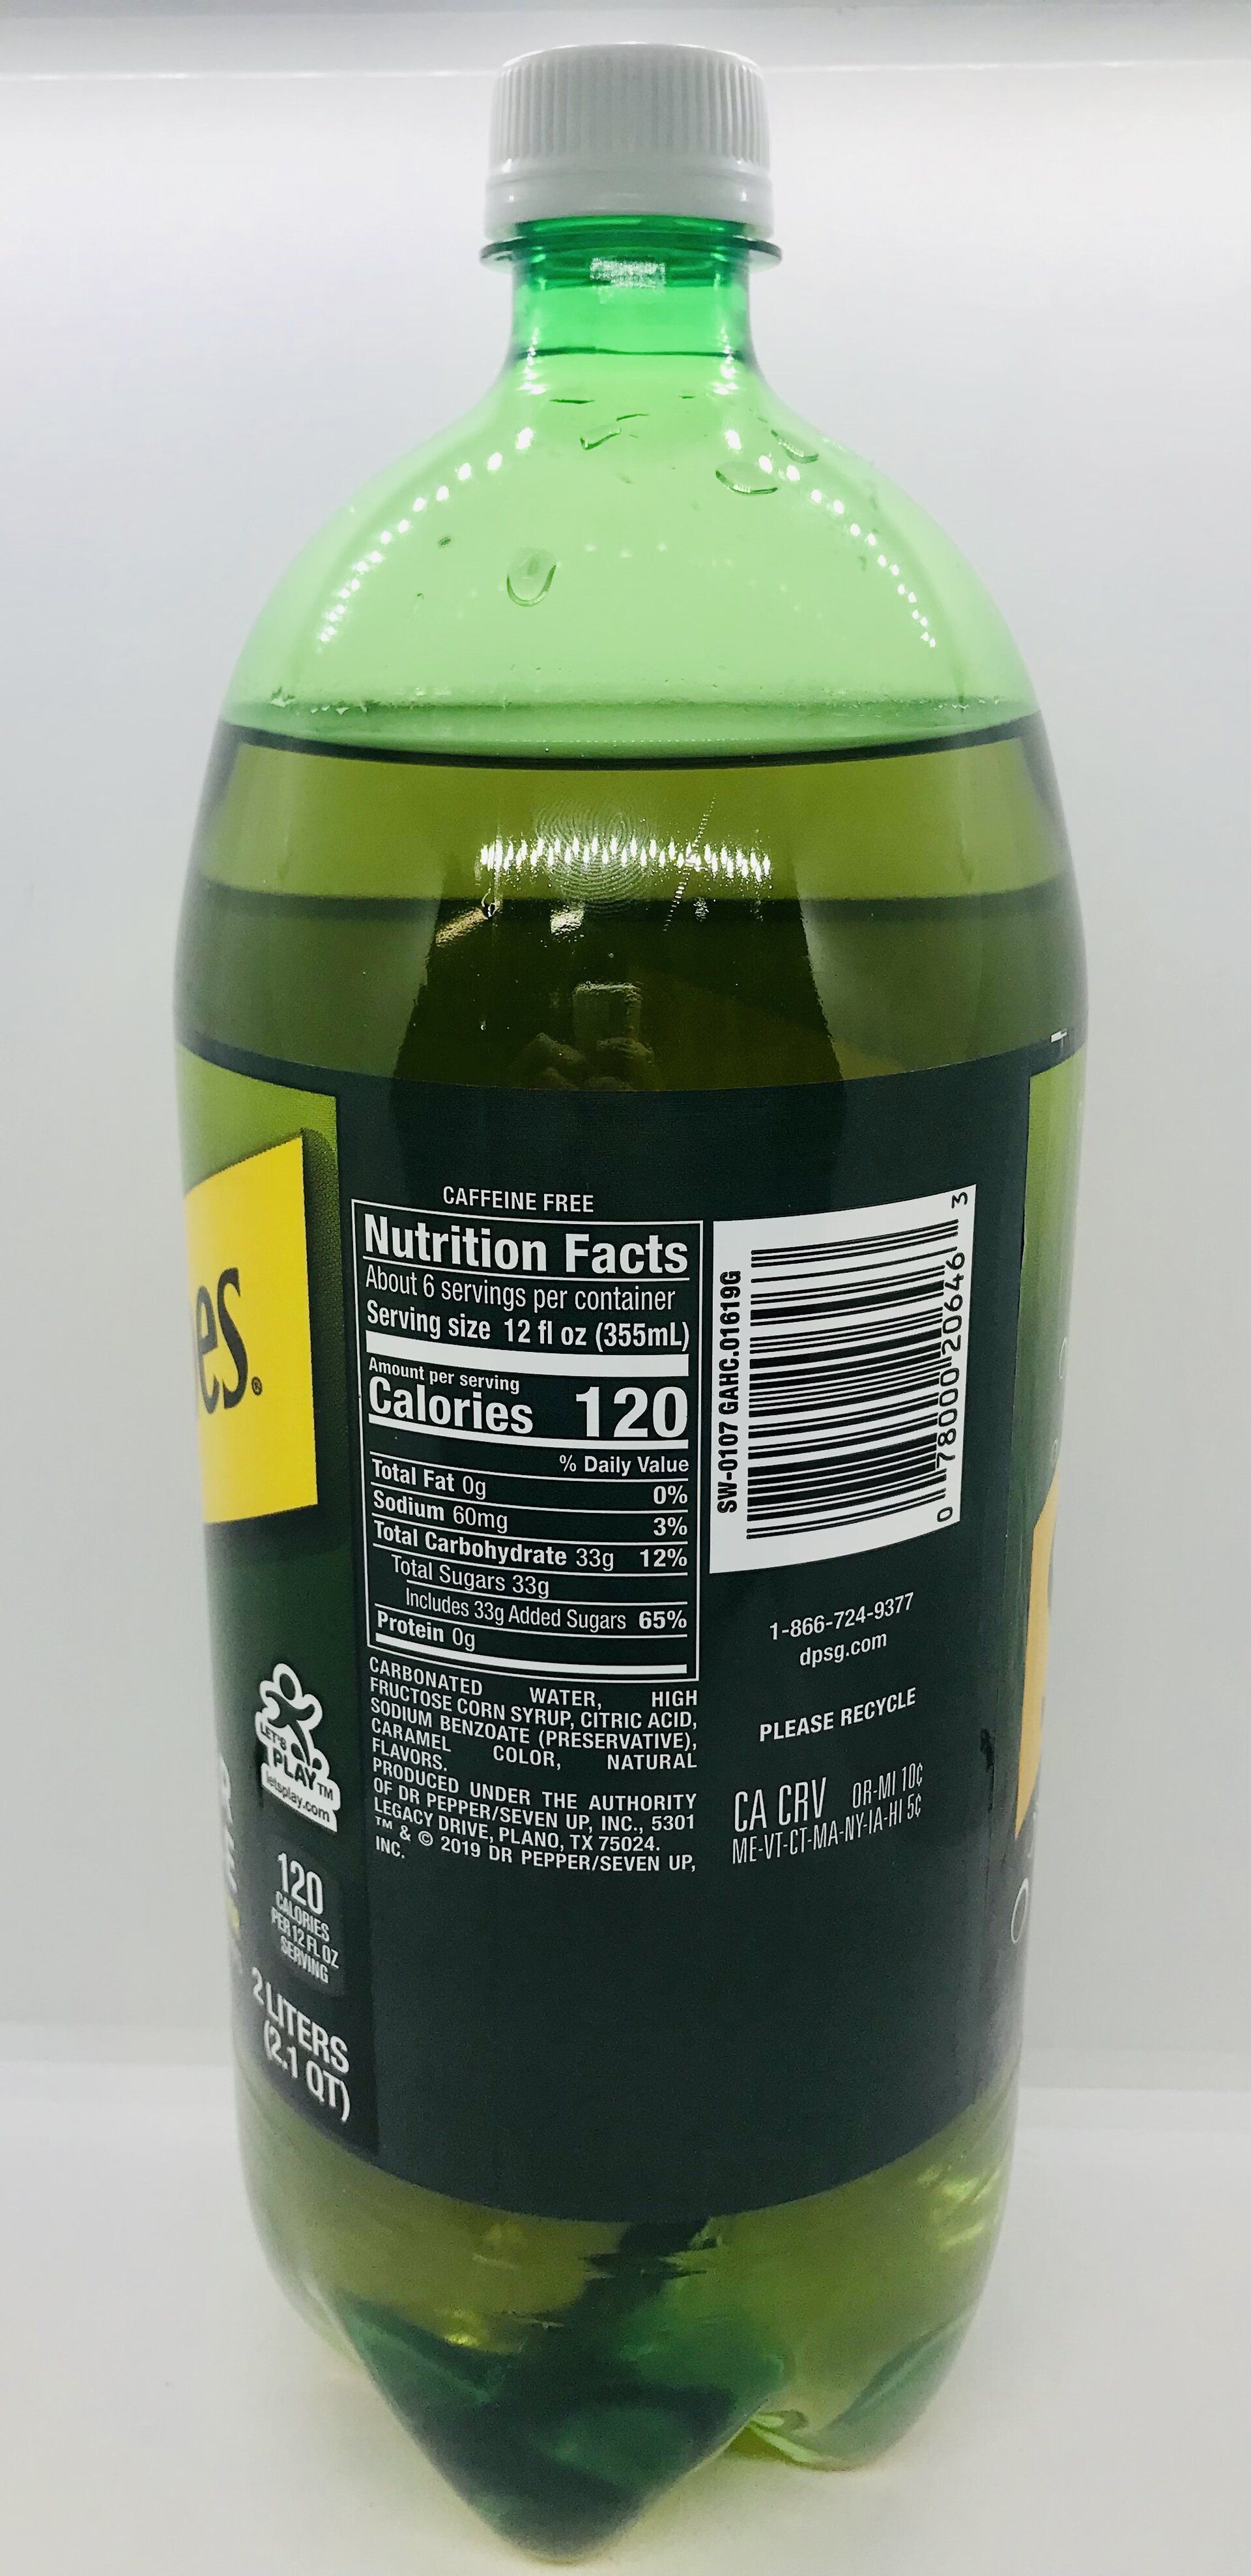 es®
CAFFEINE FREE
Nutrition Facts
About 6 servings per container
Serving size 12 fl oz (355mL)
Amount per serving
Calories 120
% Daily Value
Total Fat 0g 0%
Sodium 60mg 3%
Total Carbohydrate 33g 12%
Total Sugars 33g
Includes 33g Added Sugars 65%
Protein 0g
CARBONATED WATER, HIGH
FRUCTOSE CORN SYRUP, CITRIC ACID,
SODIUM BENZOATE (PRESERVATIVE),
CARAMEL COLOR, NATURAL
FLAVORS.
PRODUCED UNDER THE AUTHORITY
OF DR PEPPER/SEVEN UP, INC., 5301
LEGACY DRIVE, PLANO, TX 75024.
™ & © 2019 DR PEPPER/SEVEN UP,
INC.
SW-0107 GAHC.01619G
0 78000 20646 3
1-866-724-9377
dpsg.com
PLEASE RECYCLE
CA CRV OR-MI 10¢
ME-VT-CT-MA-NY-IA-HI 5¢
LET'S
PLAY™
letsplay.com
120
CALORIES
PER 12 FL OZ
SERVING
2 LITERS
(2.1 QT)